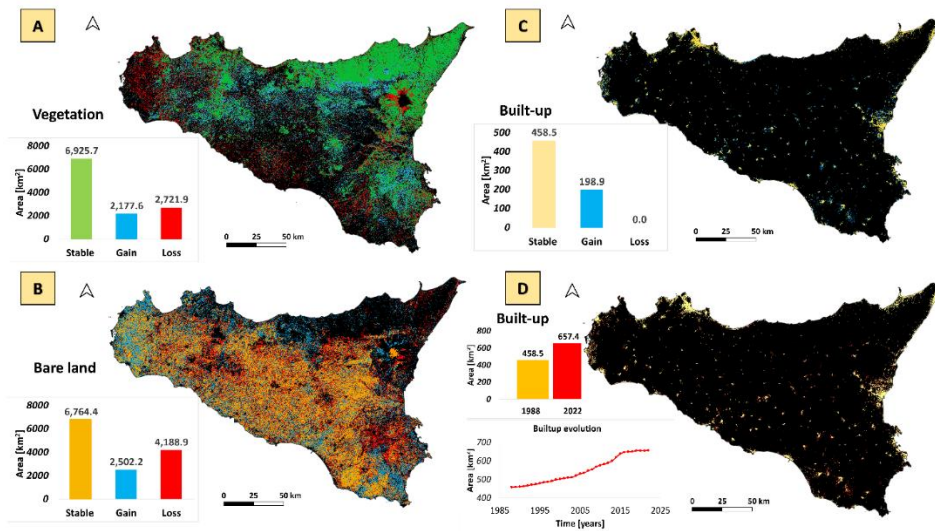 A
Vegetation
Area [km²]
8000
6000
4000
2000
0
6,925.7
2,177.6
2,721.9
Stable Gain Loss
0 25 50 km
B
Bare land
Area [km²]
8000
6000
4000
2000
0
6,764.4
2,502.2
4,188.9
Stable Gain Loss
0 25 50 km
C
Built-up
Area [km²]
500
400
300
200
100
0
458.5
198.9
0.0
Stable Gain Loss
0 25 50 km
D
Built-up
Area [km²]
800
600
400
200
0
458.5
657.4
1988 2022
Builtup evolution
Area [km²]
700
600
500
400
1985 1995 2005 2015 2025
Time [years]
0 25 50 km